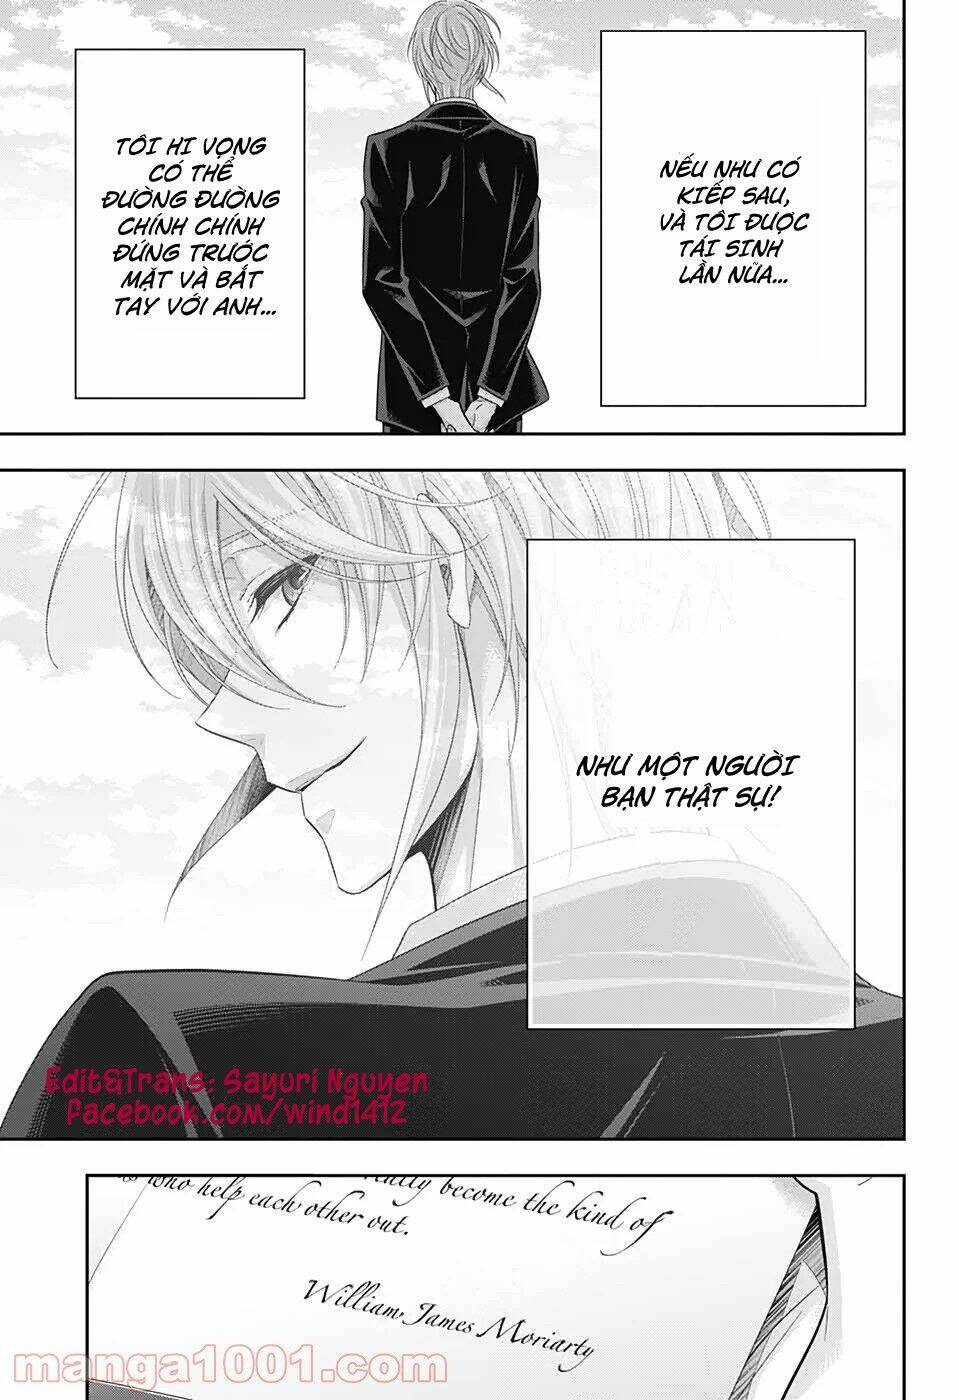 NẾU NHƯ CÓ
KIẾP SAU,
VÀ TÔI ĐƯỢC
TÁI SINH
LẦN NỮA...
TÔI HI VỌNG
CÓ THỂ
ĐƯỜNG ĐƯỜNG
CHÍNH CHÍNH
ĐỨNG TRƯỚC
MẶT VÀ BẮT
TAY VỚI ANH...
NHƯ MỘT NGƯỜI
BẠN THẬT SỰ!
Edit&Trans: Sayuri Nguyen
Facebook.com/wind1412
become the kind of
who help each other out.
William James Moriarty
manga1001.com